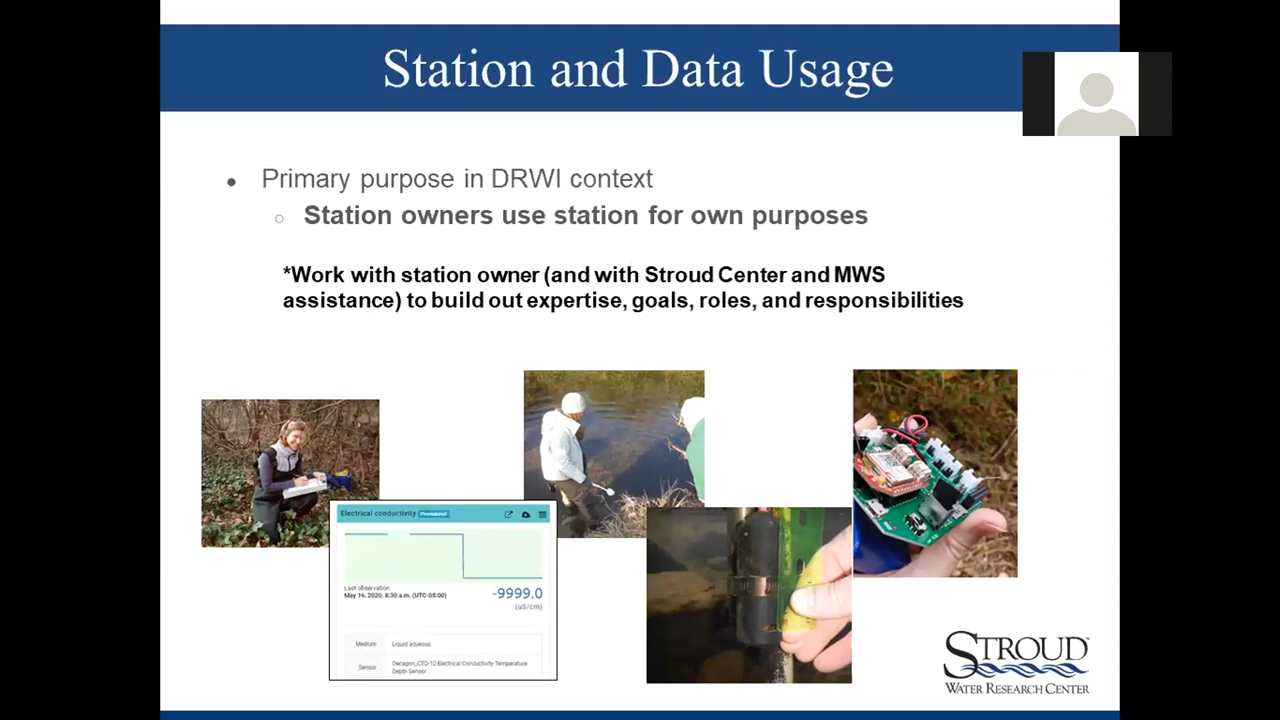 Station and Data Usage
Primary purpose in DRWI context
Station owners use station for own purposes
*Work with station owner (and with Stroud Center and MWS
assistance) to build out expertise, goals, roles, and responsibilities
Electrical conductivity Provisional
Last observation
May 16, 2020, 8:30 a.m. (UTC-05:00)
-9999.0
(uS/cm)
Medium Liquid aqueous
Sensor Decagon_CTD-10 Electrical Conductivity Temperature
Depth Sensor
STROUD
WATER RESEARCH CENTER